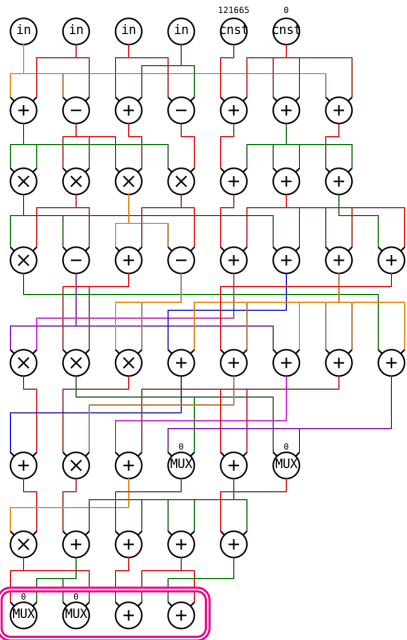 121665 0
in in in in cnst cnst
+ − + − + + +
× × × × + + +
× − + − + + + +
× × × + + + + +
0 0
+ × + MUX + MUX
× + + + +
0 0
MUX MUX + +